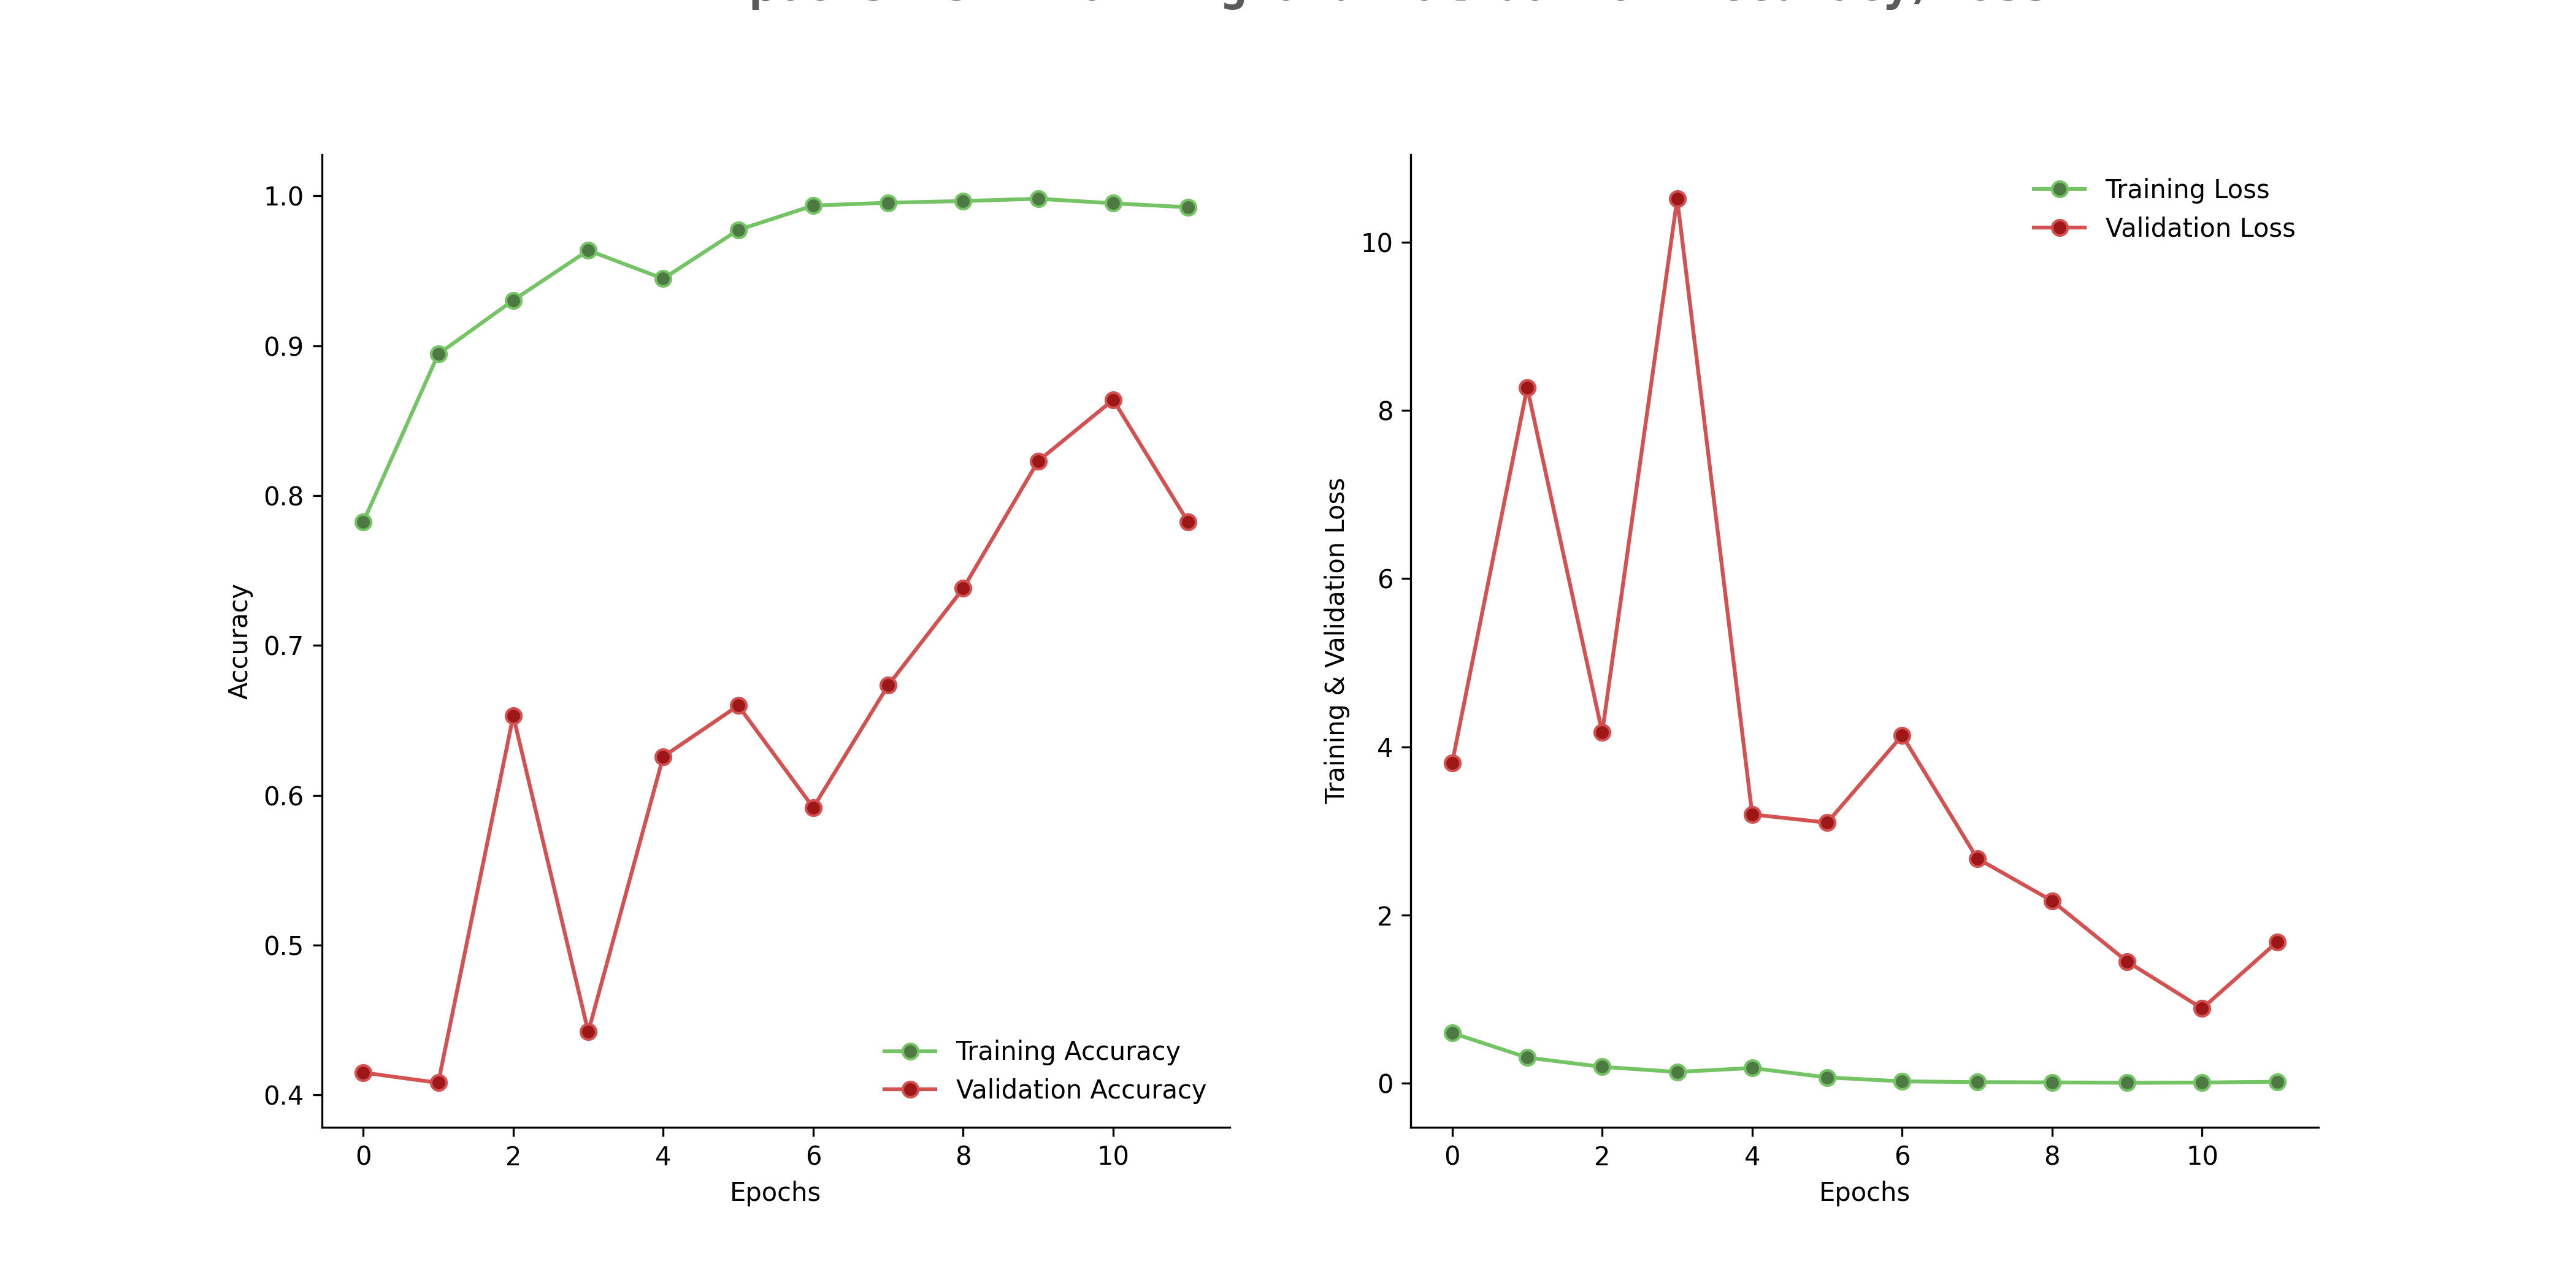 1.0
0.9
0.8
0.7
0.6
0.5
0.4
Accuracy
Training Accuracy
Validation Accuracy
0 2 4 6 8 10
Epochs
10
8
6
4
2
0
Training & Validation Loss
Training Loss
Validation Loss
0 2 4 6 8 10
Epochs